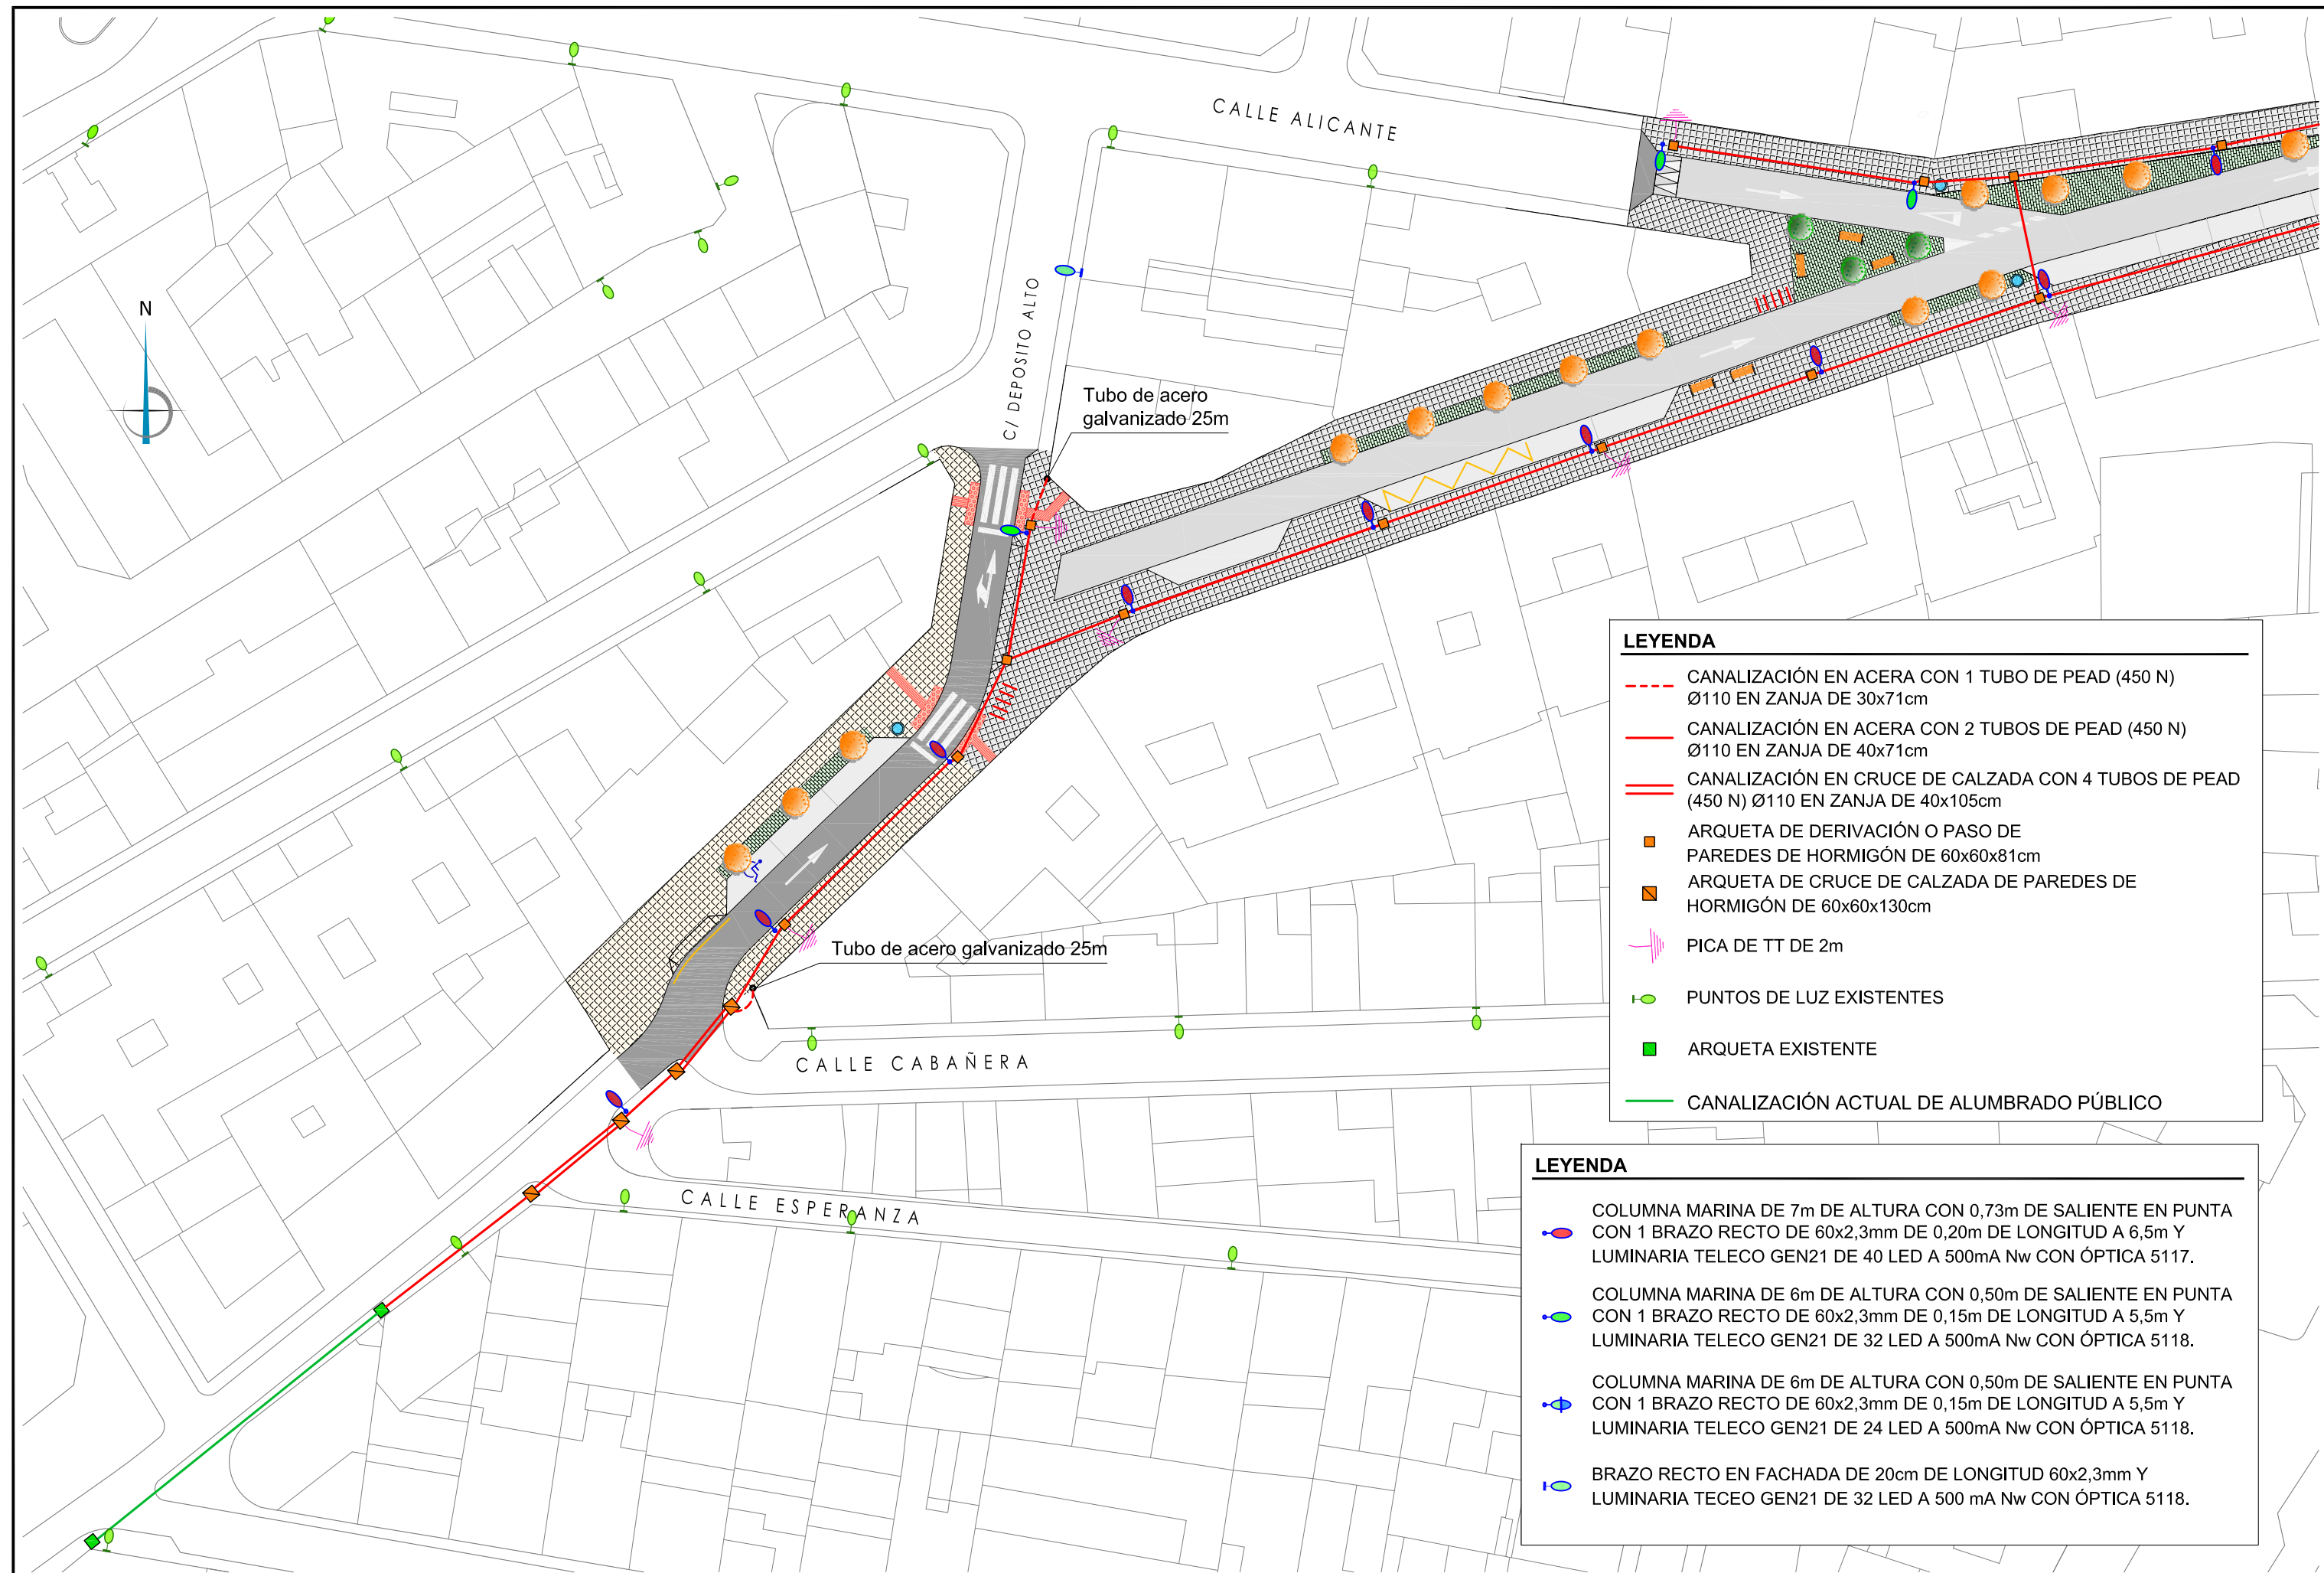 CALLE ALICANTE
N
C/ DEPOSITO ALTO
Tubo de acero
galvanizado 25m
Tubo de acero galvanizado 25m
CALLE CABAÑERA
CALLE ESPERANZA
LEYENDA
CANALIZACIÓN EN ACERA CON 1 TUBO DE PEAD (450 N)
Ø110 EN ZANJA DE 30x71cm
CANALIZACIÓN EN ACERA CON 2 TUBOS DE PEAD (450 N)
Ø110 EN ZANJA DE 40x71cm
CANALIZACIÓN EN CRUCE DE CALZADA CON 4 TUBOS DE PEAD
(450 N) Ø110 EN ZANJA DE 40x105cm
ARQUETA DE DERIVACIÓN O PASO DE
PAREDES DE HORMIGÓN DE 60x60x81cm
ARQUETA DE CRUCE DE CALZADA DE PAREDES DE
HORMIGÓN DE 60x60x130cm
PICA DE TT DE 2m
PUNTOS DE LUZ EXISTENTES
ARQUETA EXISTENTE
CANALIZACIÓN ACTUAL DE ALUMBRADO PÚBLICO
LEYENDA
COLUMNA MARINA DE 7m DE ALTURA CON 0,73m DE SALIENTE EN PUNTA
CON 1 BRAZO RECTO DE 60x2,3mm DE 0,20m DE LONGITUD A 6,5m Y
LUMINARIA TELECO GEN21 DE 40 LED A 500mA Nw CON ÓPTICA 5117.
COLUMNA MARINA DE 6m DE ALTURA CON 0,50m DE SALIENTE EN PUNTA
CON 1 BRAZO RECTO DE 60x2,3mm DE 0,15m DE LONGITUD A 5,5m Y
LUMINARIA TELECO GEN21 DE 32 LED A 500mA Nw CON ÓPTICA 5118.
COLUMNA MARINA DE 6m DE ALTURA CON 0,50m DE SALIENTE EN PUNTA
CON 1 BRAZO RECTO DE 60x2,3mm DE 0,15m DE LONGITUD A 5,5m Y
LUMINARIA TELECO GEN21 DE 24 LED A 500mA Nw CON ÓPTICA 5118.
BRAZO RECTO EN FACHADA DE 20cm DE LONGITUD 60x2,3mm Y
LUMINARIA TECEO GEN21 DE 32 LED A 500 mA Nw CON ÓPTICA 5118.